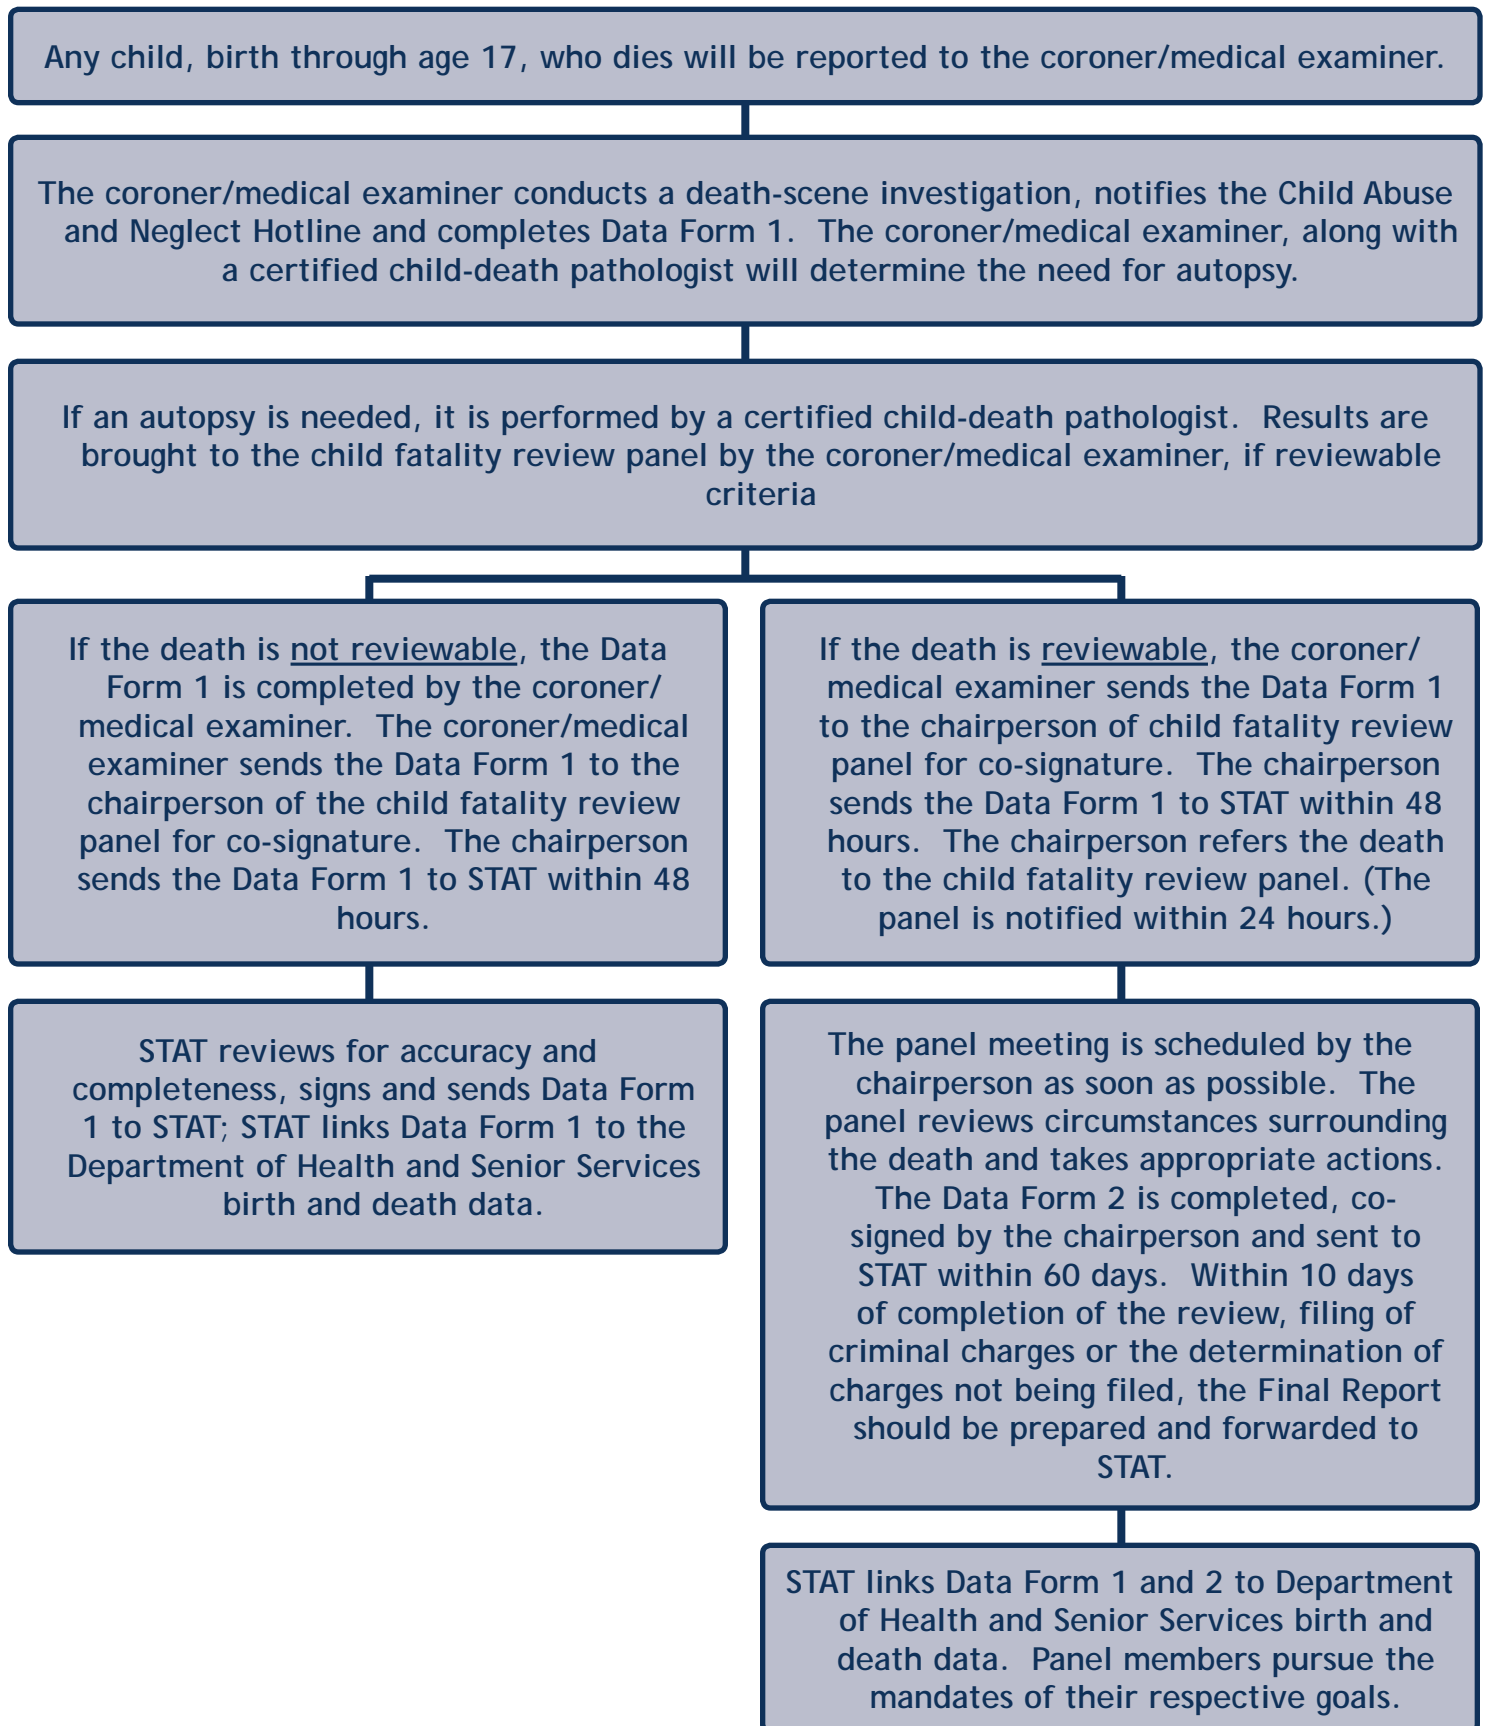 Any child, birth through age 17, who dies will be reported to the coroner/medical examiner.
The coroner/medical examiner conducts a death-scene investigation, notifies the Child Abuse
and Neglect Hotline and completes Data Form 1.  The coroner/medical examiner, along with
a certified child-death pathologist will determine the need for autopsy.
If an autopsy is needed, it is performed by a certified child-death pathologist.  Results are
brought to the child fatality review panel by the coroner/medical examiner, if reviewable
criteria
If the death is not reviewable, the Data
Form 1 is completed by the coroner/
medical examiner.  The coroner/medical
examiner sends the Data Form 1 to the
chairperson of the child fatality review
panel for co-signature.  The chairperson
sends the Data Form 1 to STAT within 48
hours.
STAT reviews for accuracy and
completeness, signs and sends Data Form
1 to STAT; STAT links Data Form 1 to the
Department of Health and Senior Services
birth and death data.
If the death is reviewable, the coroner/
medical examiner sends the Data Form 1
to the chairperson of child fatality review
panel for co-signature.  The chairperson
sends the Data Form 1 to STAT within 48
hours.  The chairperson refers the death
to the child fatality review panel. (The
panel is notified within 24 hours.)
The panel meeting is scheduled by the
chairperson as soon as possible.  The
panel reviews circumstances surrounding
the death and takes appropriate actions.
The Data Form 2 is completed, co-
signed by the chairperson and sent to
STAT within 60 days.  Within 10 days
of completion of the review, filing of
criminal charges or the determination of
charges not being filed, the Final Report
should be prepared and forwarded to
STAT.
STAT links Data Form 1 and 2 to Department
of Health and Senior Services birth and
death data.  Panel members pursue the
mandates of their respective goals.